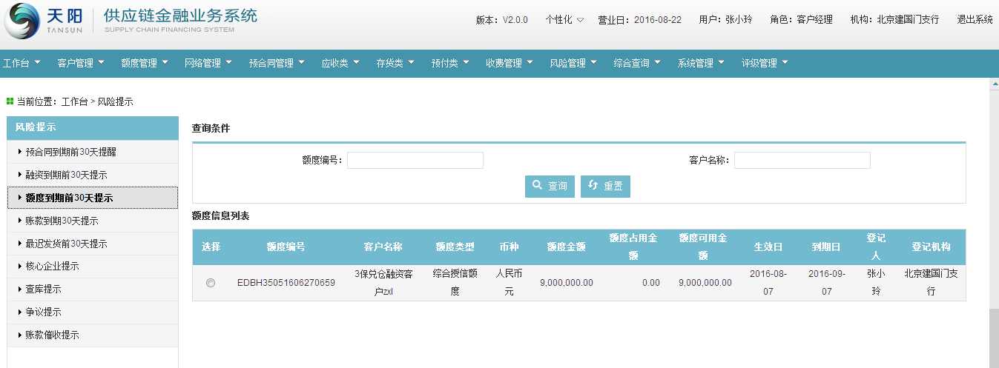 天阳 供应链金融业务系统
TANSUN SUPPLY CHAIN FINANCING SYSTEM
版本：V2.0.0 个性化 营业日：2016-08-22 用户：张小玲 角色：客户经理 机构：北京建国门支行 退出系统
工作台 客户管理 额度管理 网络管理 预合同管理 应收类 存货类 预付类 收费管理 风险管理 综合查询 系统管理 评级管理
当前位置：工作台 > 风险提示
风险提示
预合同到期前30天提醒
融资到期前30天提示
额度到期前30天提示
账款到期30天提示
最迟发货前30天提示
核心企业提示
查库提示
争议提示
账款催收提示
查询条件
额度编号： 客户名称：
查询 重置
额度信息列表
选择 额度编号 客户名称 额度类型 币种 额度金额 额度占用金额 额度可用金额 生效日 到期日 登记人 登记机构
EDBH35051606270659 3保兑仓融资客户zxl 综合授信额度 人民币元 9,000,000.00 0.00 9,000,000.00 2016-08-07 2016-09-07 张小玲 北京建国门支行